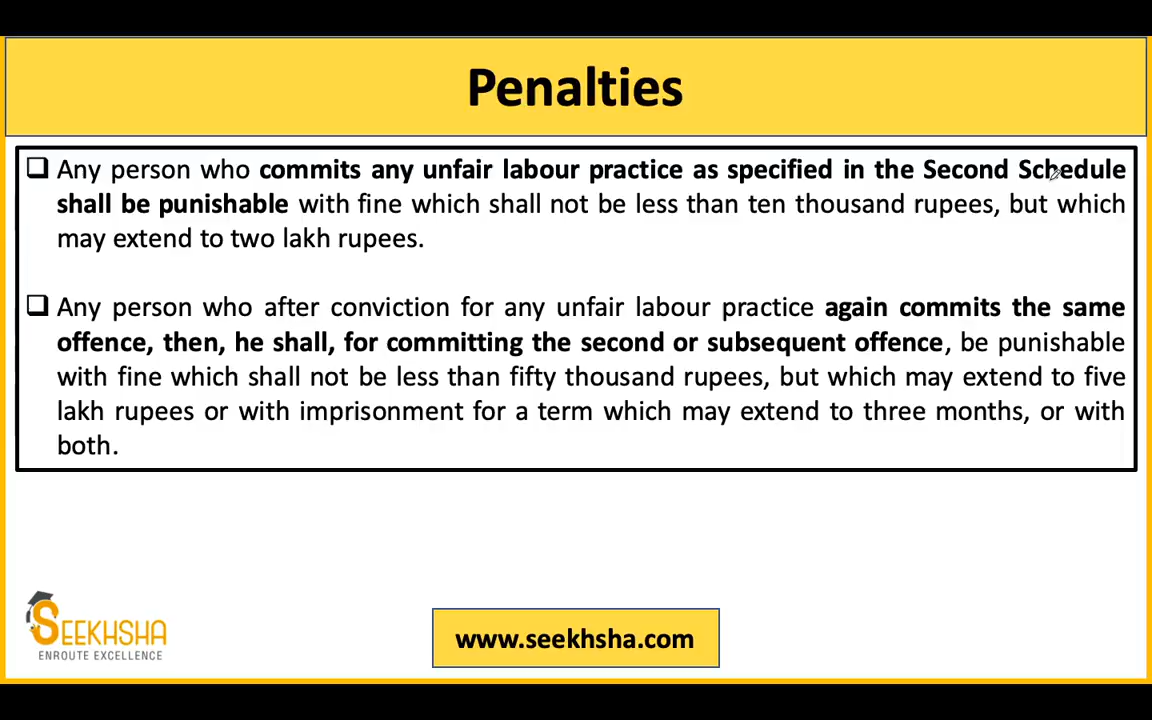 Penalties
❑ Any person who commits any unfair labour practice as specified in the Second Schedule
shall be punishable with fine which shall not be less than ten thousand rupees, but which
may extend to two lakh rupees.
❑ Any person who after conviction for any unfair labour practice again commits the same
offence, then, he shall, for committing the second or subsequent offence, be punishable
with fine which shall not be less than fifty thousand rupees, but which may extend to five
lakh rupees or with imprisonment for a term which may extend to three months, or with
both.
SEEKHSHA
ENROUTE EXCELLENCE
www.seekhsha.com